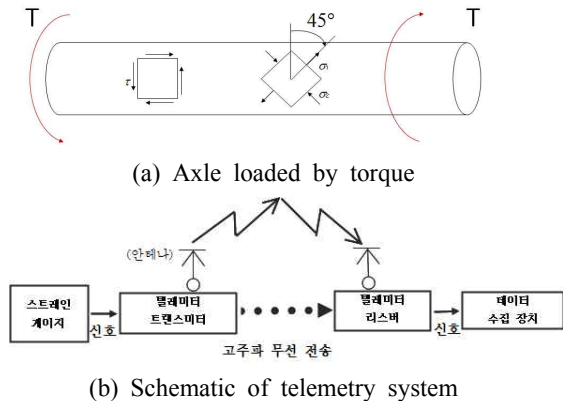 T
T
45°
τ
σ₁
σ₂
(a) Axle loaded by torque
(안테나)
스트레인
게이지
신호
텔레미터
트랜스미터
고주파 무선 전송
텔레미터
리스버
신호
데이터
수집 장치
(b) Schematic of telemetry system